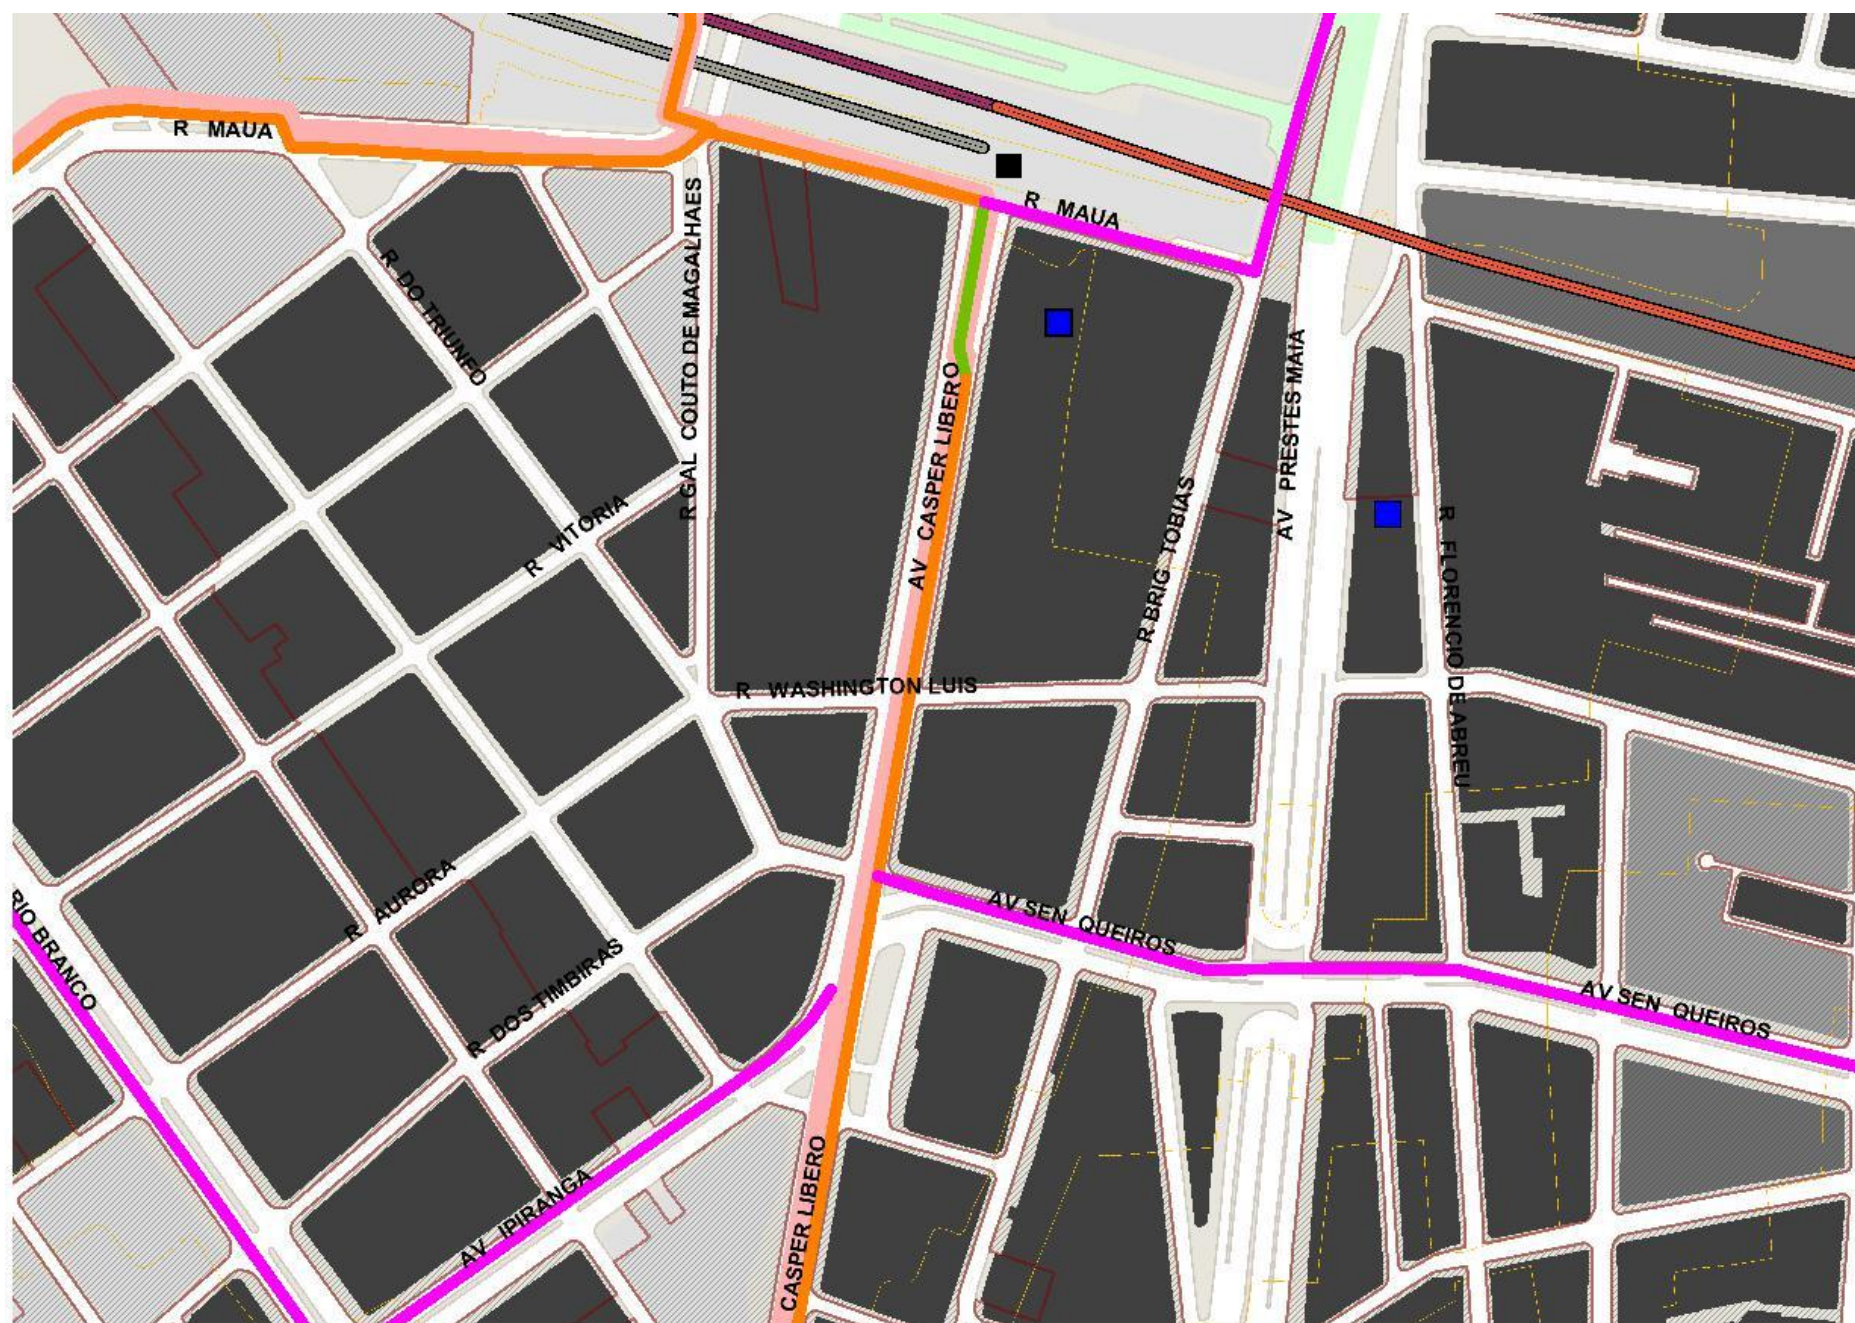 R MAUA
R MAUA
R DO TRIUNFO
R GAL COUTO DE MAGALHAES
AV CASPER LIBERO
AV PRESTES MAIA
R BRIG TOBIAS
R FLORENCIO DE ABREU
R VITORIA
R WASHINGTON LUIS
R AURORA
RIO BRANCO
R DOS TIMBIRAS
AV SEN QUEIROS
AV SEN QUEIROS
AV IPIRANGA
CASPER LIBERO